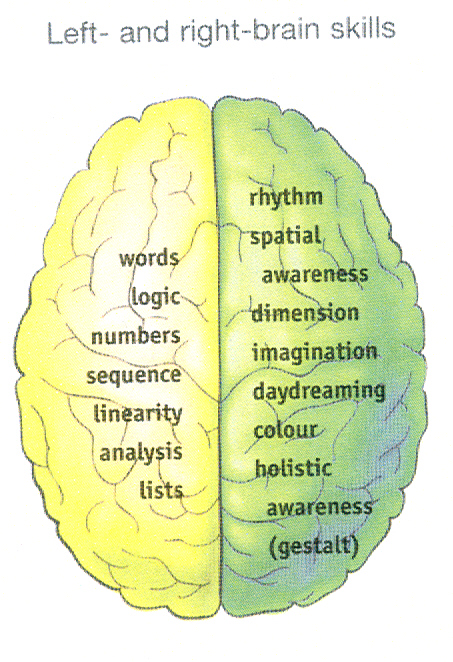 Left- and right-brain skills
words
logic
numbers
sequence
linearity
analysis
lists
rhythm
spatial
awareness
dimension
imagination
daydreaming
colour
holistic
awareness
(gestalt)